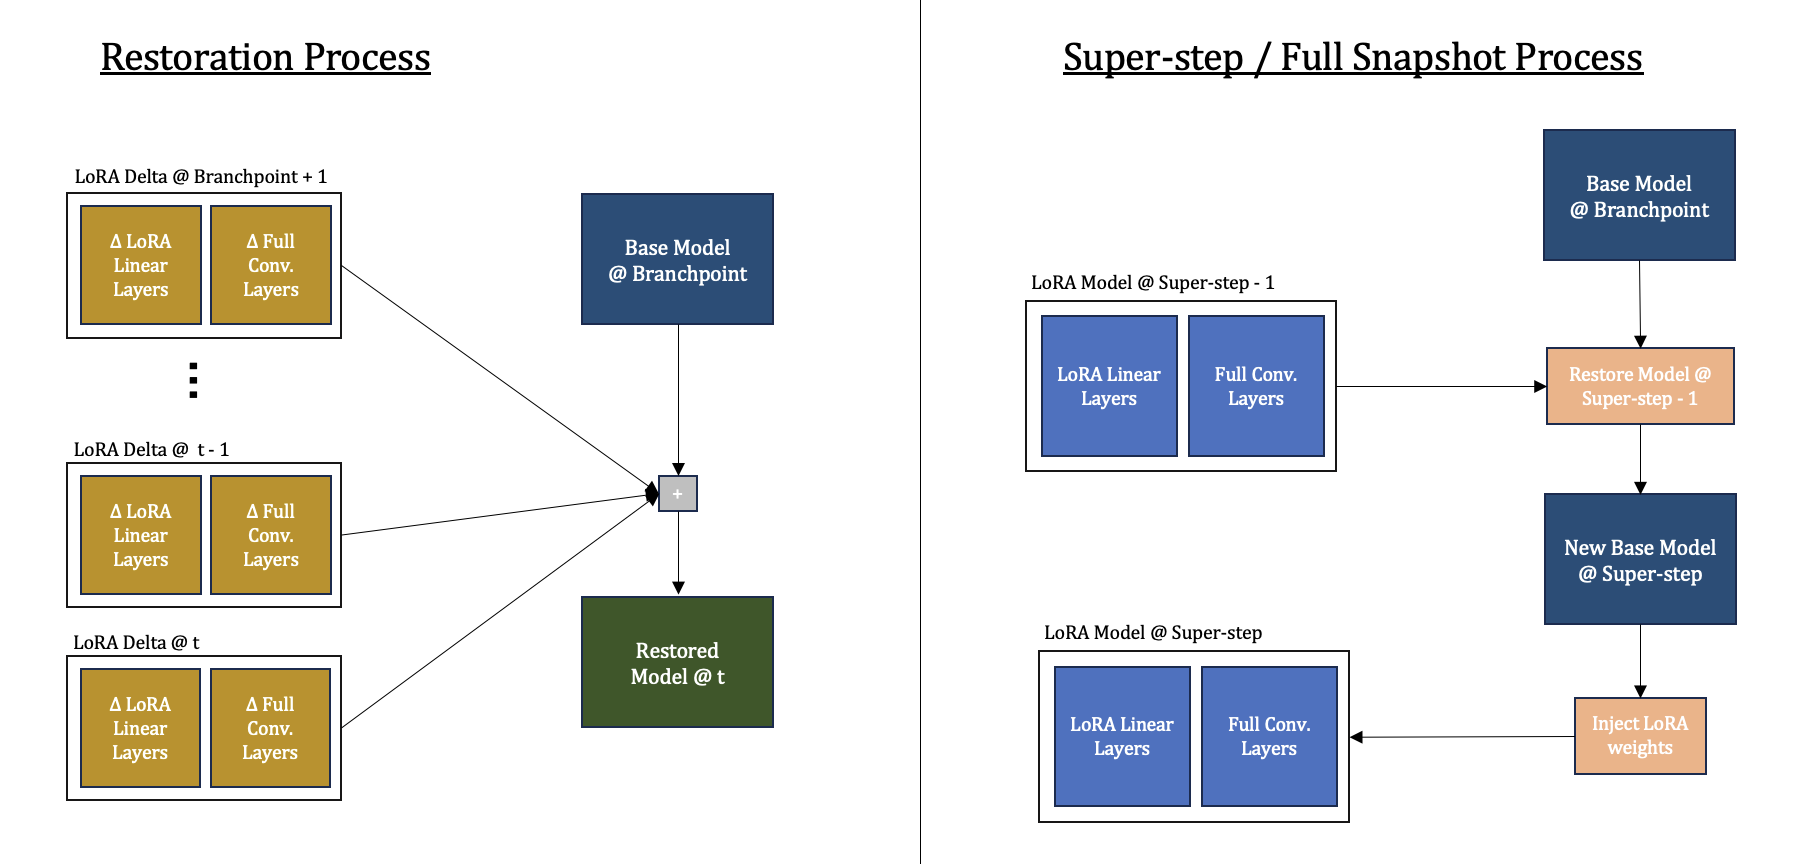 Restoration Process
LoRA Delta @ Branchpoint + 1
Δ LoRA
Linear
Layers
Δ Full
Conv.
Layers
Base Model
@ Branchpoint
LoRA Delta @ t - 1
Δ LoRA
Linear
Layers
Δ Full
Conv.
Layers
+
LoRA Delta @ t
Δ LoRA
Linear
Layers
Δ Full
Conv.
Layers
Restored
Model @ t
Super-step / Full Snapshot Process
Base Model
@ Branchpoint
LoRA Model @ Super-step - 1
LoRA Linear
Layers
Full Conv.
Layers
Restore Model @
Super-step - 1
New Base Model
@ Super-step
LoRA Model @ Super-step
LoRA Linear
Layers
Full Conv.
Layers
Inject LoRA
weights